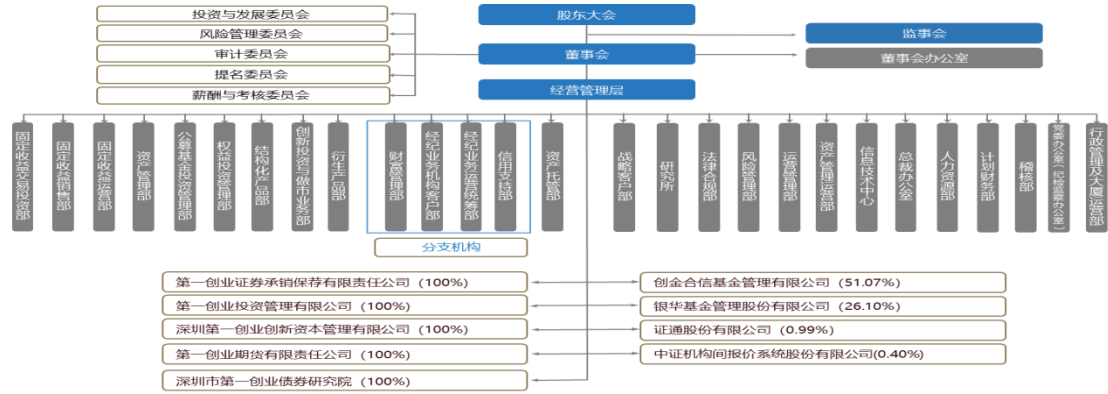 投资与发展委员会
股东大会
风险管理委员会
监事会
审计委员会
董事会
董事会办公室
提名委员会
薪酬与考核委员会
经营管理层
固定收益交易投资部
固定收益销售部
固定收益运营部
资产管理部
公募基金投资管理部
权益投资管理部
结构化产品部
创新投资与做市业务部
衍生产品部
财富管理部
经纪业务机构客户部
经纪业务运营统筹部
信用支持部
资产托管部
战略客户部
研究所
法律合规部
风险管理部
运营管理部
资产管理运营部
信息技术中心
总裁办公室
人力资源部
计划财务部
稽核部
党委办公室(纪检监察办公室)
行政管理及大厦运营部
分支机构
第一创业证券承销保荐有限责任公司 (100%)
创金合信基金管理有限公司 (51.07%)
第一创业投资管理有限公司 (100%)
银华基金管理股份有限公司 (26.10%)
深圳第一创业创新资本管理有限公司 (100%)
证通股份有限公司 (0.99%)
第一创业期货有限责任公司 (100%)
中证机构间报价系统股份有限公司(0.40%)
深圳市第一创业债券研究院 (100%)